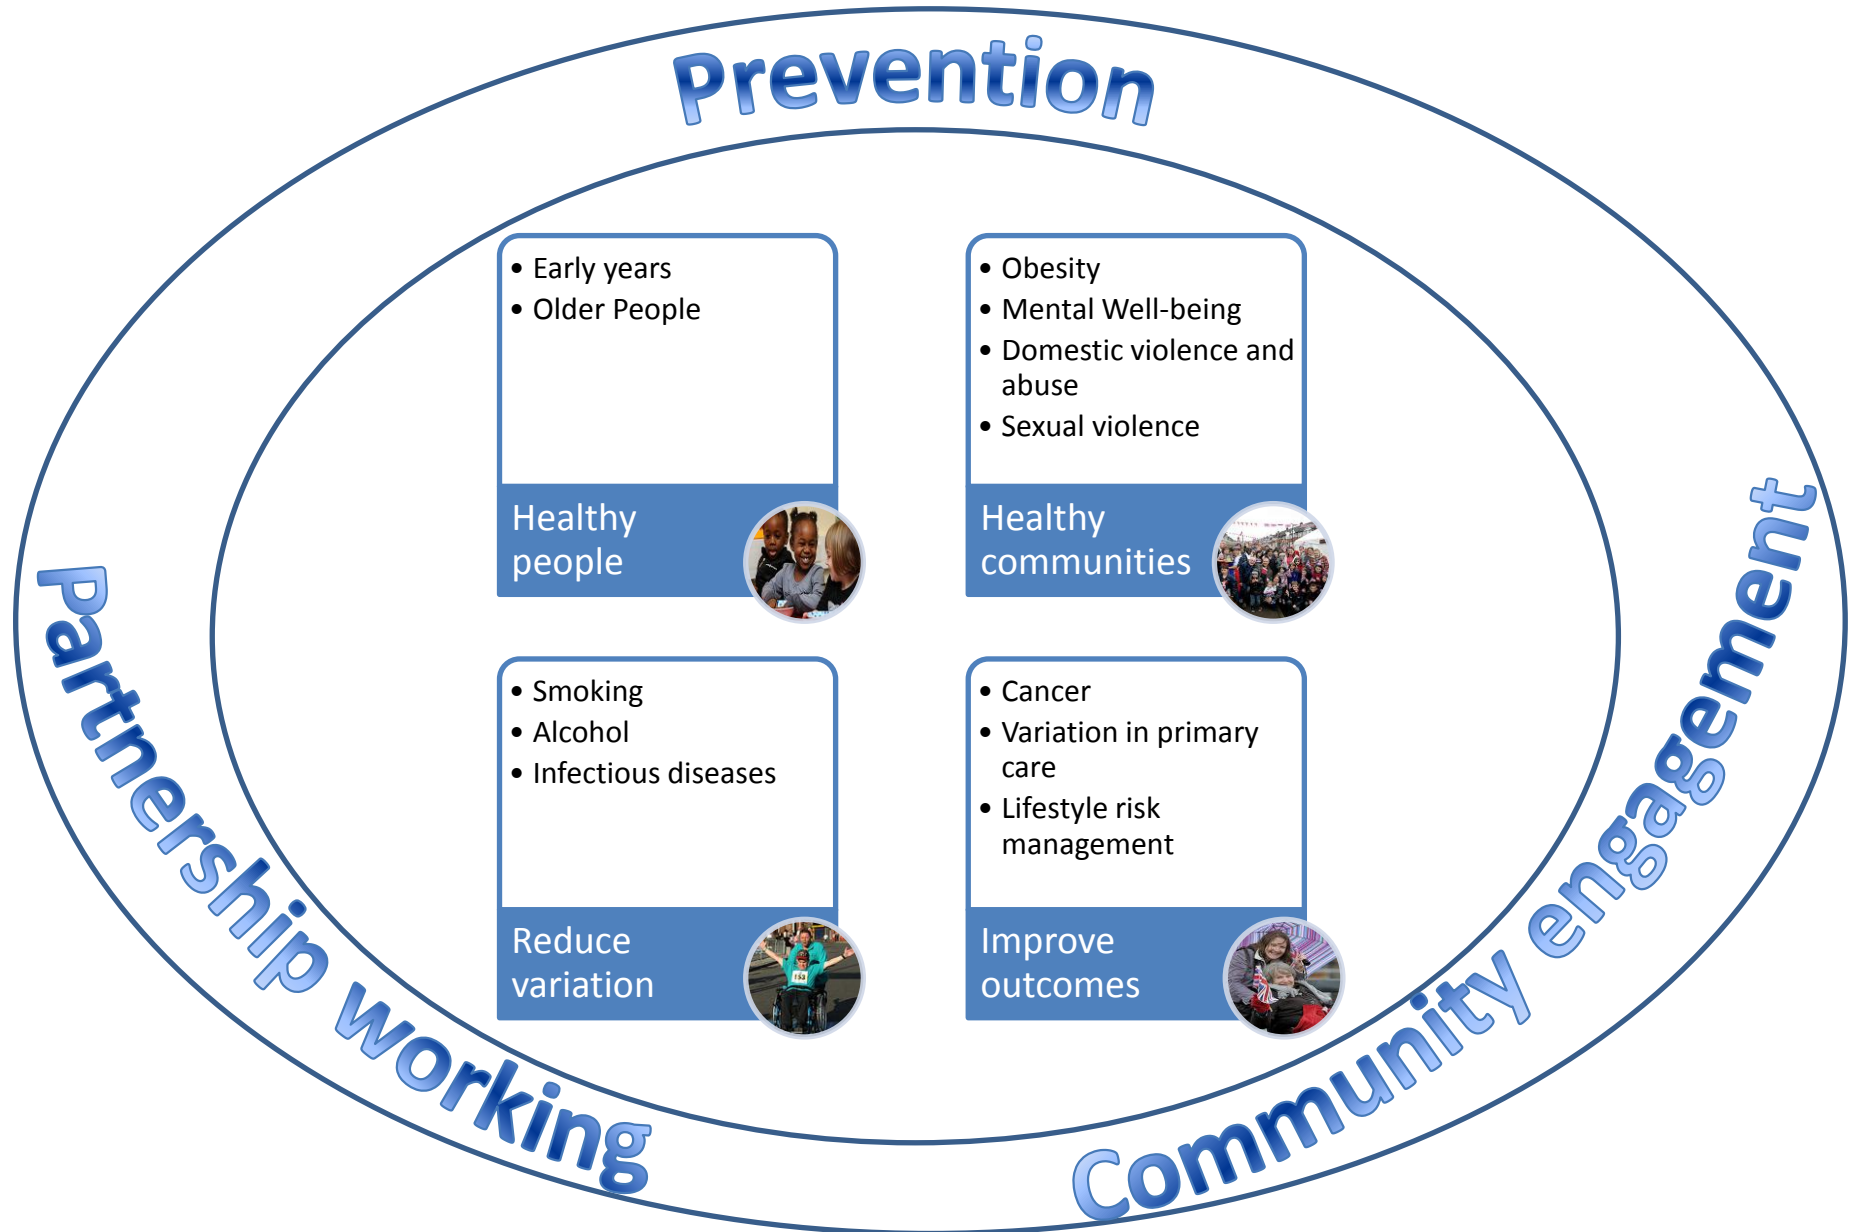 Prevention
• Early years
• Older People
Healthy
people
• Obesity
• Mental Well-being
• Domestic violence and
abuse
• Sexual violence
Healthy
communities
• Smoking
• Alcohol
• Infectious diseases
Reduce
variation
• Cancer
• Variation in primary
care
• Lifestyle risk
management
Improve
outcomes
Partnership working
Community engagement